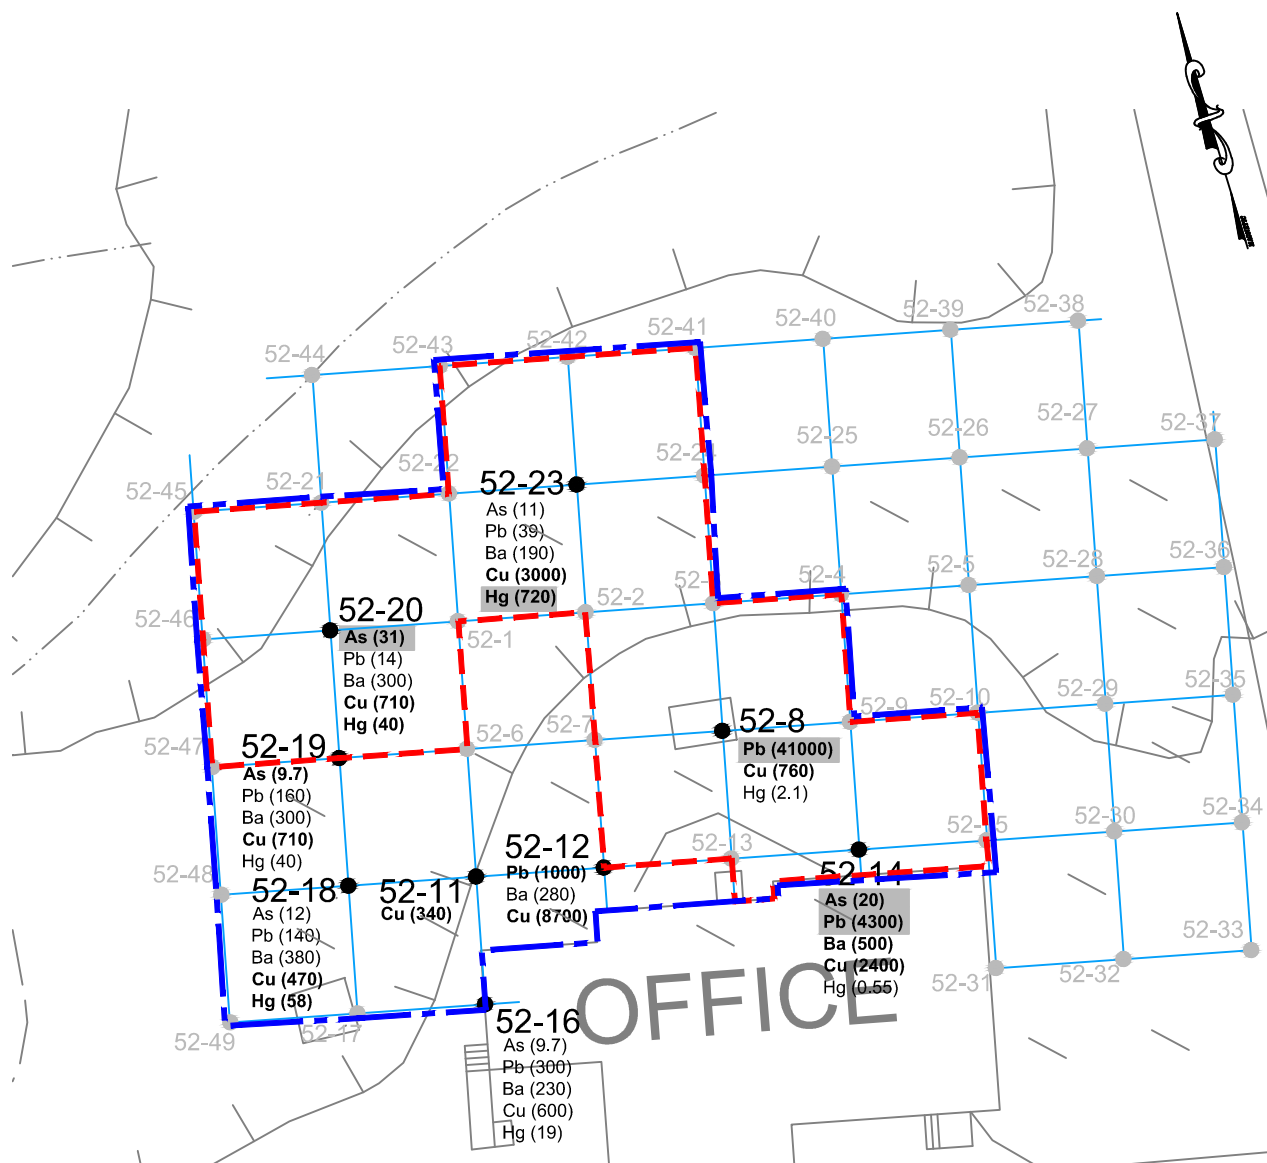 52-38
52-39
52-40
52-41
52-42
52-43
52-44
52-37
52-27
52-26
52-25
52-22
52-21
52-45
52-23
As (11)
Pb (39)
Ba (190)
Cu (3000)
Hg (720)
52-36
52-28
52-5
52-4
52-2
52-1
52-20
As (31)
Pb (14)
Ba (300)
Cu (710)
Hg (40)
52-46
52-35
52-29
52-10
52-9
52-8
Pb (41000)
Cu (760)
Hg (2.1)
52-7
52-6
52-47
52-19
As (9.7)
Pb (160)
Ba (300)
Cu (710)
Hg (40)
52-34
52-30
52-13
52-12
Pb (1000)
Ba (280)
Cu (8700)
52-14
As (20)
Pb (4300)
Ba (500)
Cu (2400)
Hg (0.55)
52-11
Cu (340)
52-48
52-18
As (12)
Pb (140)
Ba (380)
Cu (470)
Hg (58)
52-33
52-32
52-31
OFFICE
52-16
As (9.7)
Pb (300)
Ba (230)
Cu (600)
Hg (19)
52-17
52-49